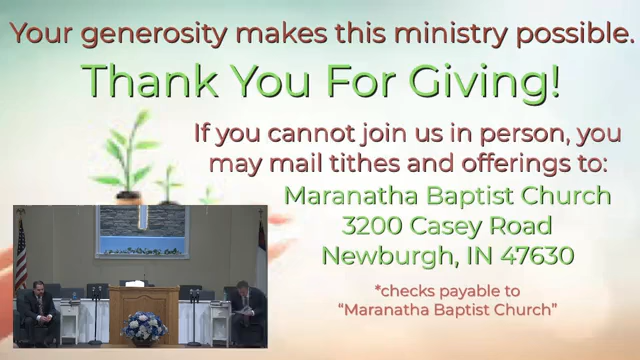 Your generosity makes this ministry possible.
Thank You For Giving!
If you cannot join us in person, you
may mail tithes and offerings to:
Maranatha Baptist Church
3200 Casey Road
Newburgh, IN 47630
*checks payable to
“Maranatha Baptist Church”